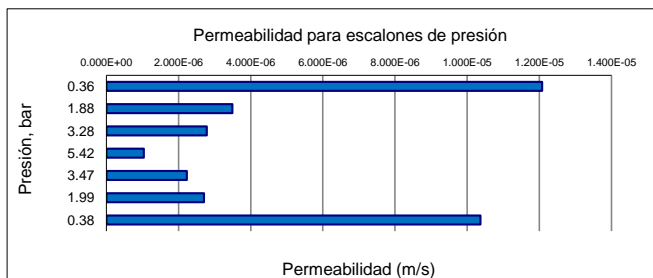 Permeabilidad para escalones de presión
0.000E+00 2.000E-06 4.000E-06 6.000E-06 8.000E-06 1.000E-05 1.200E-05 1.400E-05
0.36
1.88
3.28
5.42
3.47
1.99
0.38
Presión, bar
Permeabilidad (m/s)